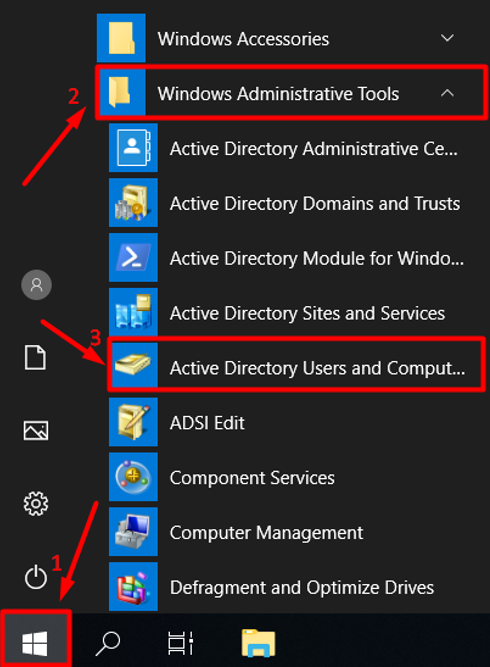 Windows Accessories
2
Windows Administrative Tools
Active Directory Administrative Ce...
Active Directory Domains and Trusts
Active Directory Module for Windo...
Active Directory Sites and Services
3
Active Directory Users and Comput...
ADSI Edit
Component Services
1
Computer Management
Defragment and Optimize Drives